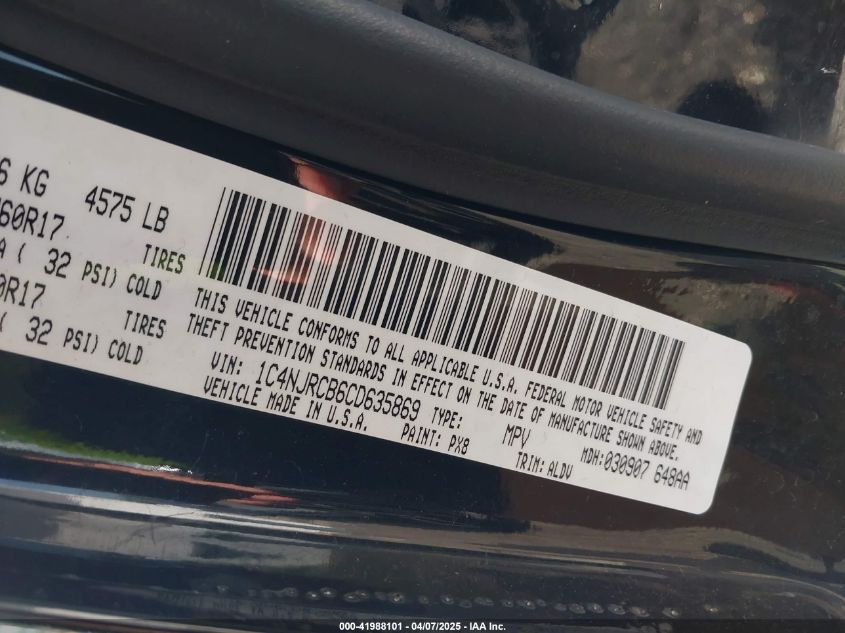 6 KG 4575 LB
60R17 TIRES
( 32 PSI) COLD
R17 TIRES
( 32 PSI) COLD
THIS VEHICLE CONFORMS TO ALL APPLICABLE U.S.A. FEDERAL MOTOR VEHICLE SAFETY AND
THEFT PREVENTION STANDARDS IN EFFECT ON THE DATE OF MANUFACTURE SHOWN ABOVE.
VIN: 1C4NJRCB6CD635869 TYPE: MPV MDH:030907 648AA
VEHICLE MADE IN U.S.A. PAINT: PX8 TRIM: ALDV
000-41988101 - 04/07/2025 - IAA Inc.